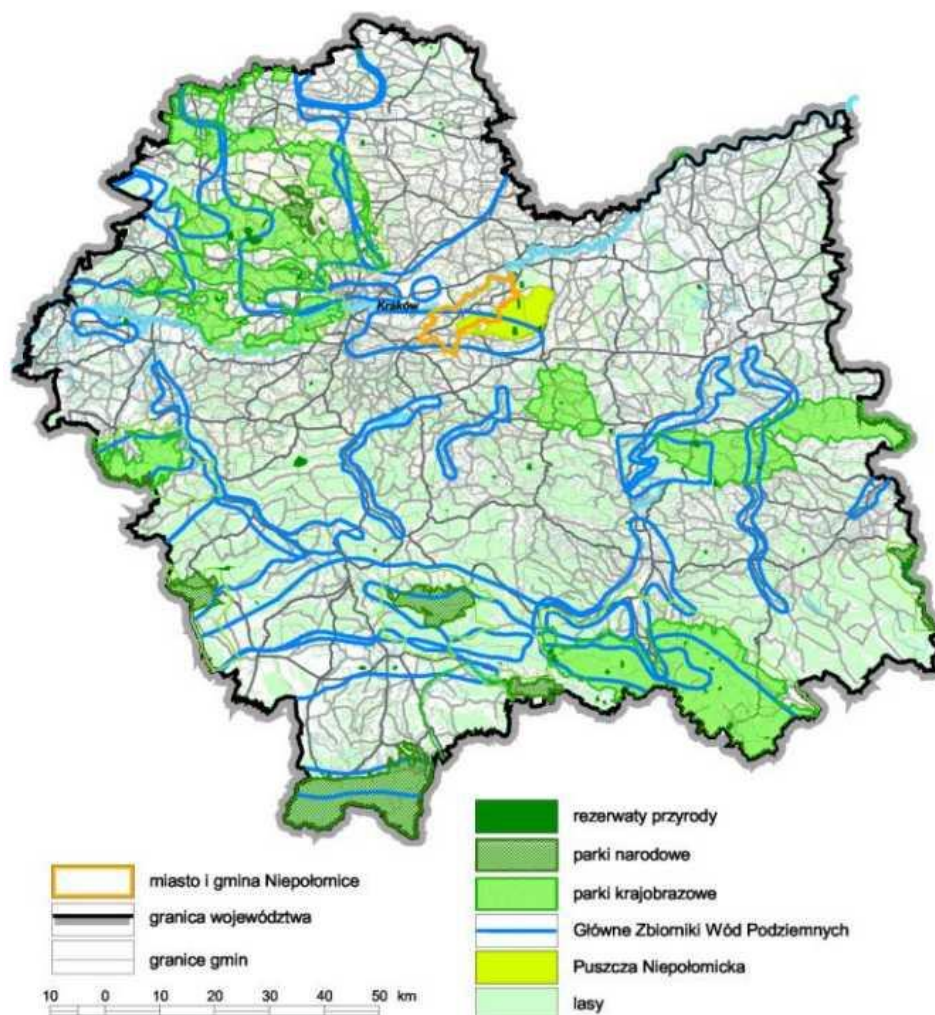 Kraków
rezerwaty przyrody
parki narodowe
parki krajobrazowe
Główne Zbiorniki Wód Podziemnych
Puszcza Niepołomicka
lasy
miasto i gmina Niepołomice
granica województwa
granice gmin
10 0 10 20 30 40 50 km